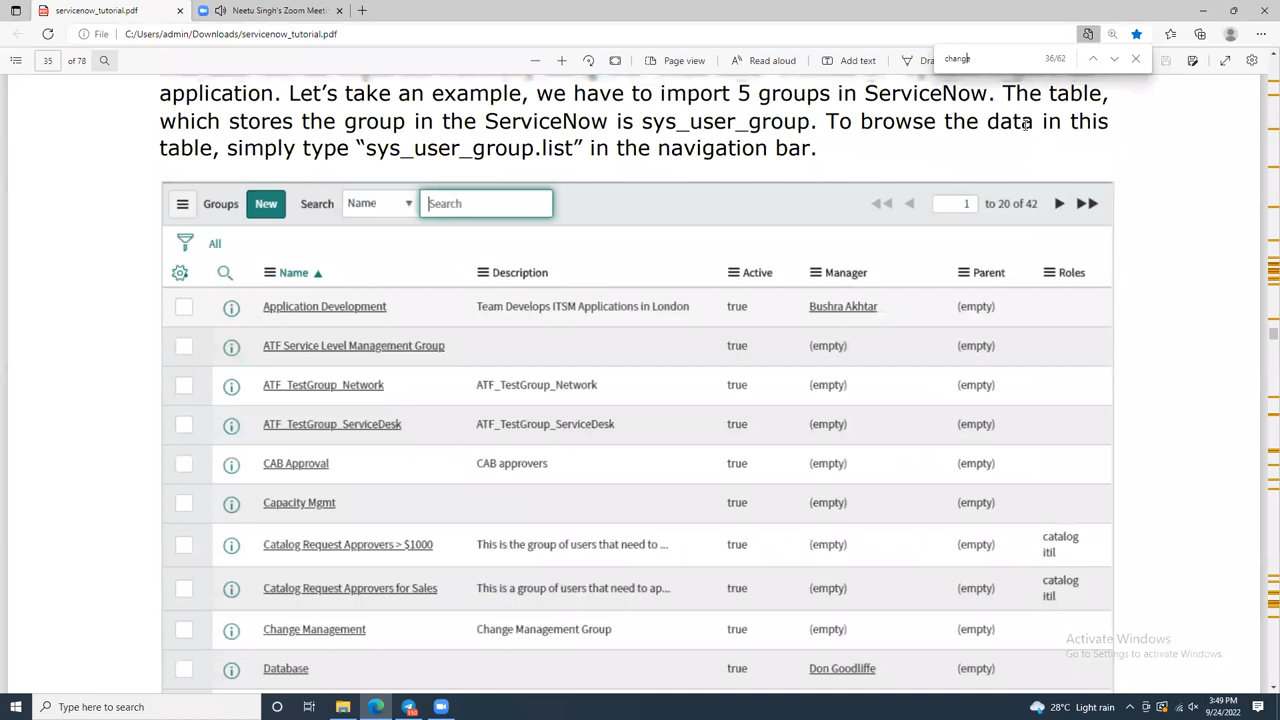 servicenow_tutorial.pdf
Neetu Singh's Zoom Meeti
File C:/Users/admin/Downloads/servicenow_tutorial.pdf
35 of 78
Page view
Read aloud
Add text
change 36/62
application. Let's take an example, we have to import 5 groups in ServiceNow. The table,
which stores the group in the ServiceNow is sys_user_group. To browse the data in this
table, simply type “sys_user_group.list” in the navigation bar.
Groups New Search Name Search 1 to 20 of 42
All
Name Description Active Manager Parent Roles
Application Development Team Develops ITSM Applications in London true Bushra Akhtar (empty)
ATF Service Level Management Group true (empty) (empty)
ATF_TestGroup_Network ATF_TestGroup_Network true (empty) (empty)
ATF_TestGroup_ServiceDesk ATF_TestGroup_ServiceDesk true (empty) (empty)
CAB Approval CAB approvers true (empty) (empty)
Capacity Mgmt true (empty) (empty)
Catalog Request Approvers > $1000 This is the group of users that need to ... true (empty) (empty) catalog
itil
Catalog Request Approvers for Sales This is a group of users that need to ap... true (empty) (empty) catalog
itil
Change Management Change Management Group true (empty) (empty)
Database true Don Goodliffe (empty)
Activate Windows
Go to Settings to activate Windows.
Type here to search
28°C Light rain
3:49 PM
9/24/2022